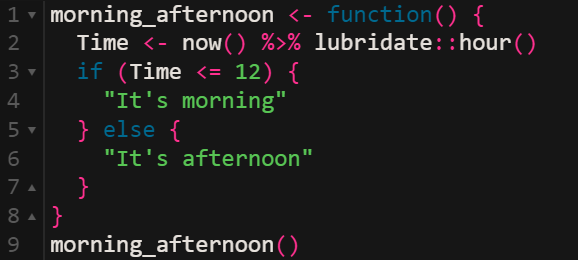 1 morning_afternoon <- function() {
2   Time <- now() %>% lubridate::hour()
3   if (Time <= 12) {
4     "It's morning"
5   } else {
6     "It's afternoon"
7   }
8 }
9 morning_afternoon()